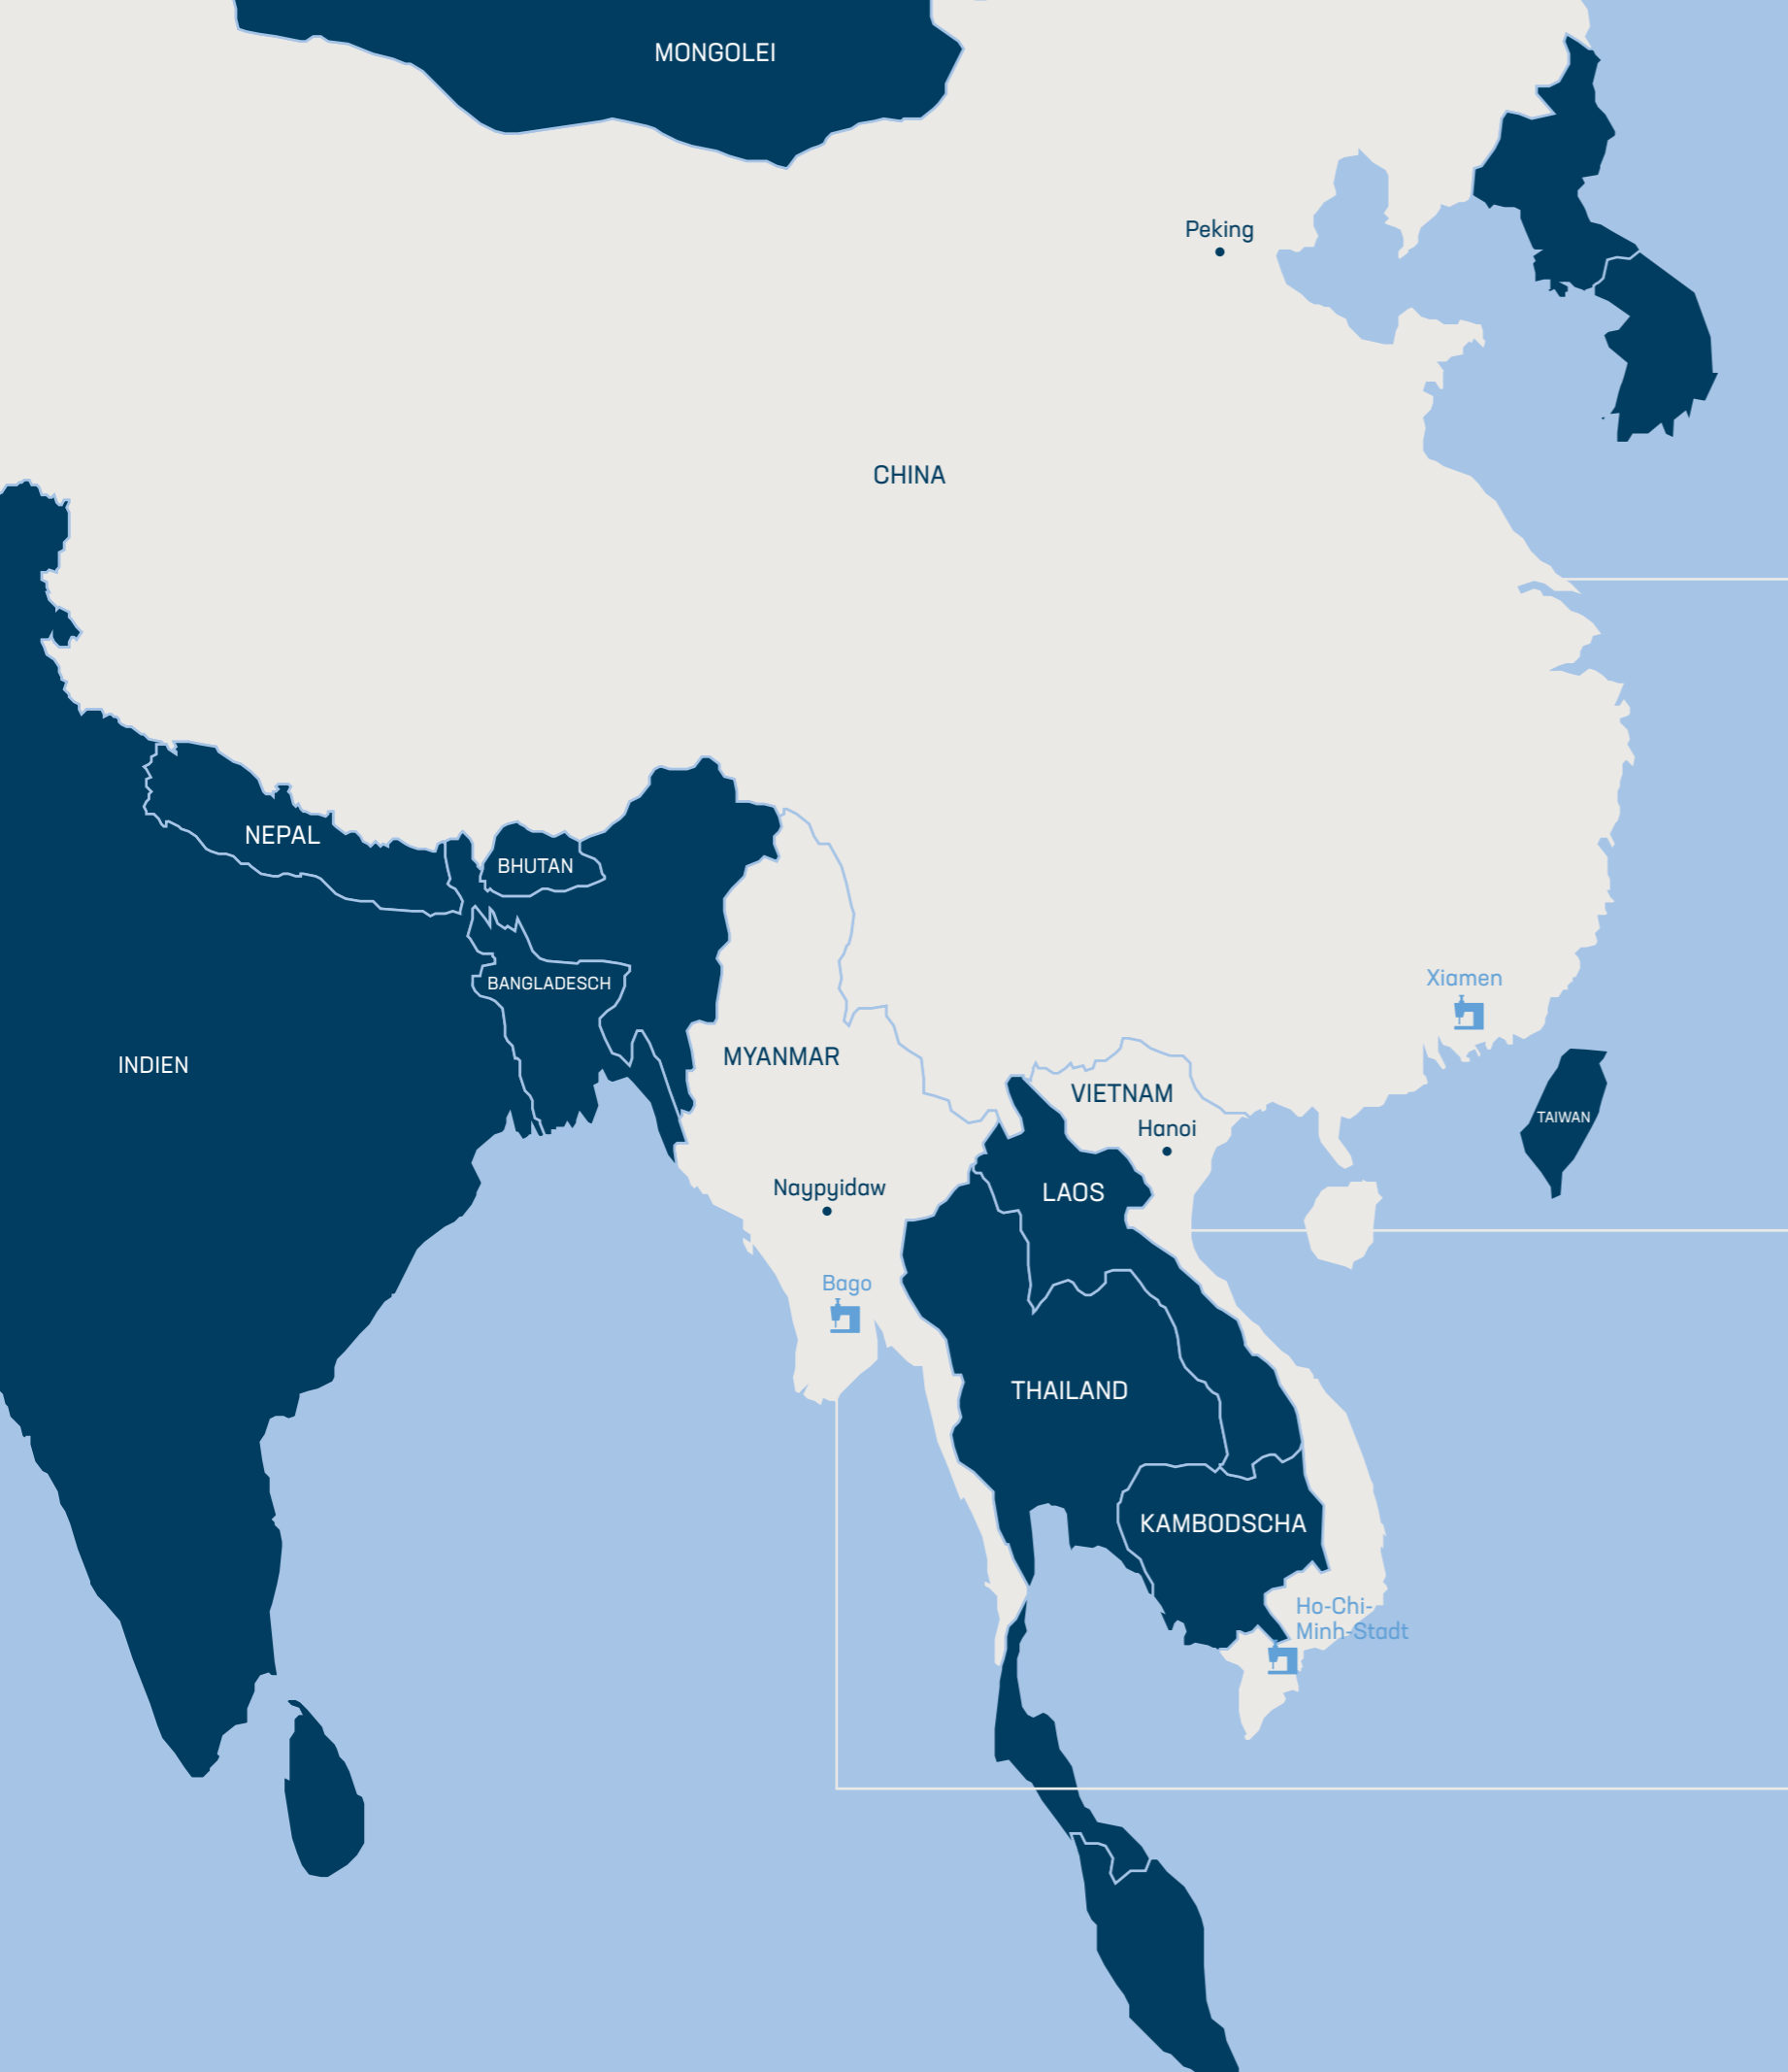 MONGOLEI
Peking
CHINA
NEPAL
BHUTAN
BANGLADESCH
Xiamen
INDIEN
MYANMAR
VIETNAM
TAIWAN
Hanoi
Naypyidaw
LAOS
Bago
THAILAND
KAMBODSCHA
Ho-Chi-
Minh-Stadt